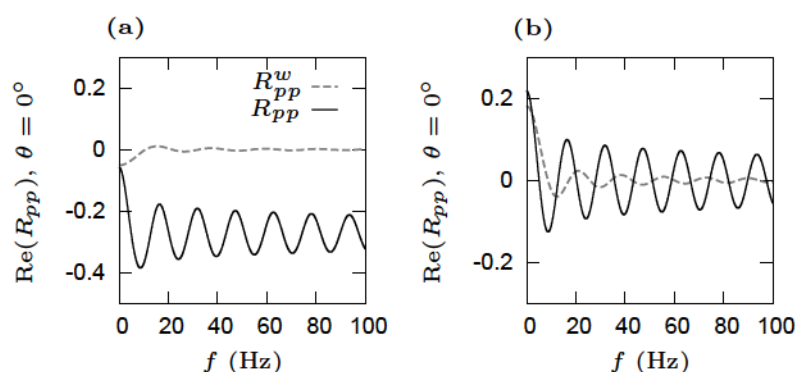 (a)
Re(R_pp), θ = 0°
0.2
0
-0.2
-0.4
R^w_pp
R_pp
0 20 40 60 80 100
f (Hz)
(b)
Re(R_pp), θ = 0°
0.2
0
-0.2
0 20 40 60 80 100
f (Hz)